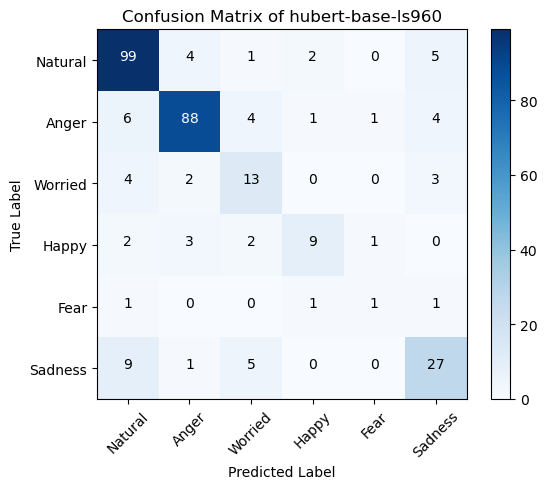 Confusion Matrix of hubert-base-ls960
Natural 99 4 1 2 0 5
Anger 6 88 4 1 1 4
Worried 4 2 13 0 0 3
Happy 2 3 2 9 1 0
Fear 1 0 0 1 1 1
Sadness 9 1 5 0 0 27
True Label
Natural Anger Worried Happy Fear Sadness
Predicted Label
80
60
40
20
0